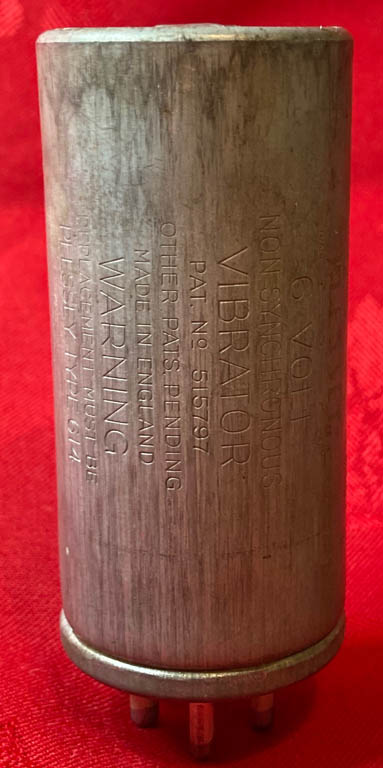 6 VOLT
NON-SYNCHRONOUS
VIBRATOR
PAT. NO 515797
OTHER PATS. PENDING
MADE IN ENGLAND
WARNING
REPLACEMENT MUST BE
PLESSEY TYPE 614